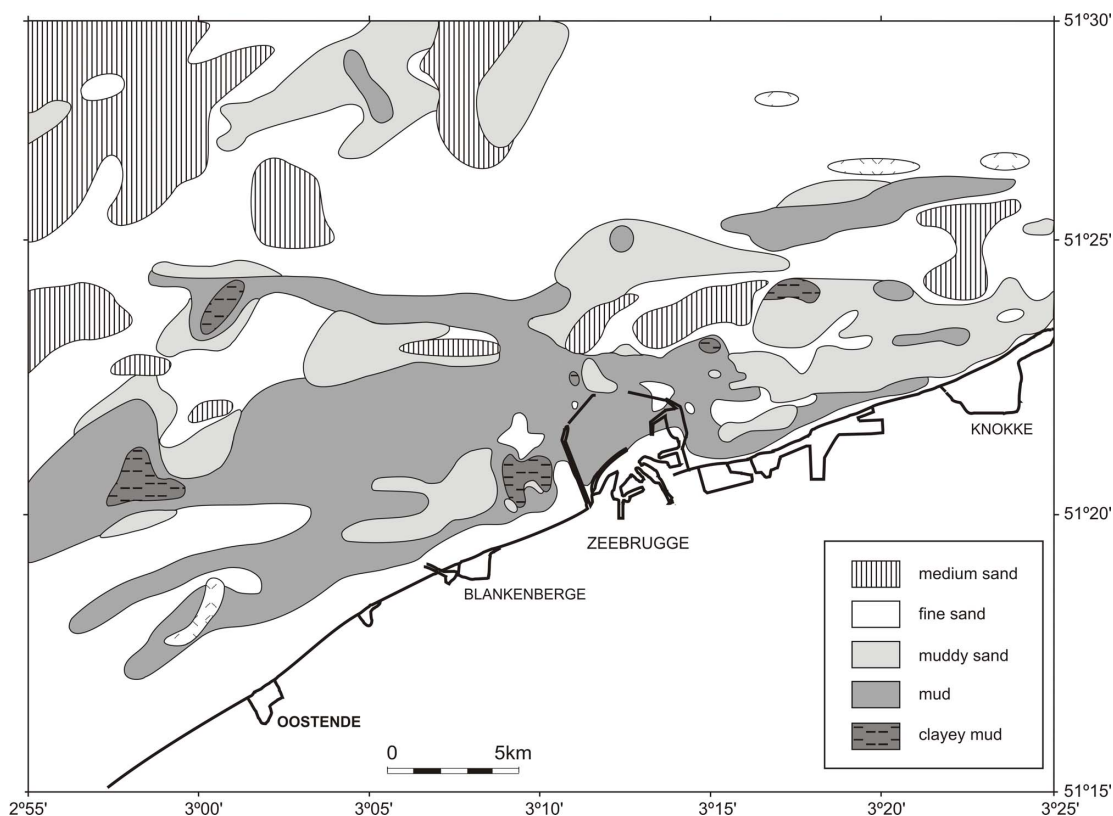 51º30'
51º25'
KNOKKE
51º20'
ZEEBRUGGE
BLANKENBERGE
OOSTENDE
0 5km
medium sand
fine sand
muddy sand
mud
clayey mud
51º15'
2º55' 3º00' 3º05' 3º10' 3º15' 3º20' 3º25'